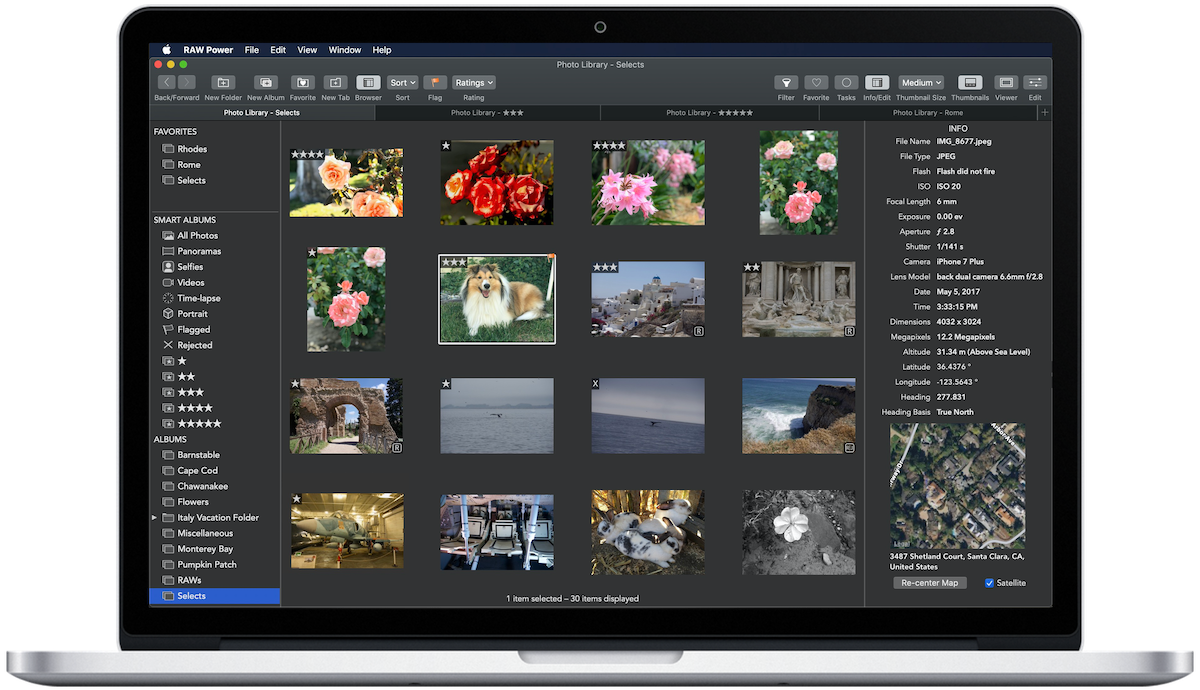 RAW Power File Edit View Window Help
Photo Library - Selects
Sort Ratings Medium
Back/Forward New Folder New Album Favorite New Tab Browser Sort Flag Rating Filter Favorite Tasks Info/Edit Thumbnail Size Thumbnails Viewer Edit
Photo Library - Selects Photo Library - ★★★ Photo Library - ★★★★★ Photo Library - Rome +
FAVORITES
Rhodes
Rome
Selects
SMART ALBUMS
All Photos
Panoramas
Selfies
Videos
Time-lapse
Portrait
Flagged
Rejected
★
★★
★★★
★★★★
★★★★★
ALBUMS
Barnstable
Cape Cod
Chawanakee
Flowers
Italy Vacation Folder
Miscellaneous
Monterey Bay
Pumpkin Patch
RAWs
Selects
★★★★ ★ ★★★★
★ ★★★ ★★★ R ★★ R
★ R ★ X
★
1 item selected – 30 items displayed
INFO
File Name IMG_8677.jpeg
File Type JPEG
Flash Flash did not fire
ISO ISO 20
Focal Length 6 mm
Exposure 0.00 ev
Aperture ƒ 2.8
Shutter 1/141 s
Camera iPhone 7 Plus
Lens Model back dual camera 6.6mm f/2.8
Date May 5, 2017
Time 3:33:15 PM
Dimensions 4032 x 3024
Megapixels 12.2 Megapixels
Altitude 31.34 m (Above Sea Level)
Latitude 36.4376 °
Longitude -123.5643 °
Heading 277.831
Heading Basis True North
3487 Shetland Court, Santa Clara, CA,
United States
Re-center Map Satellite